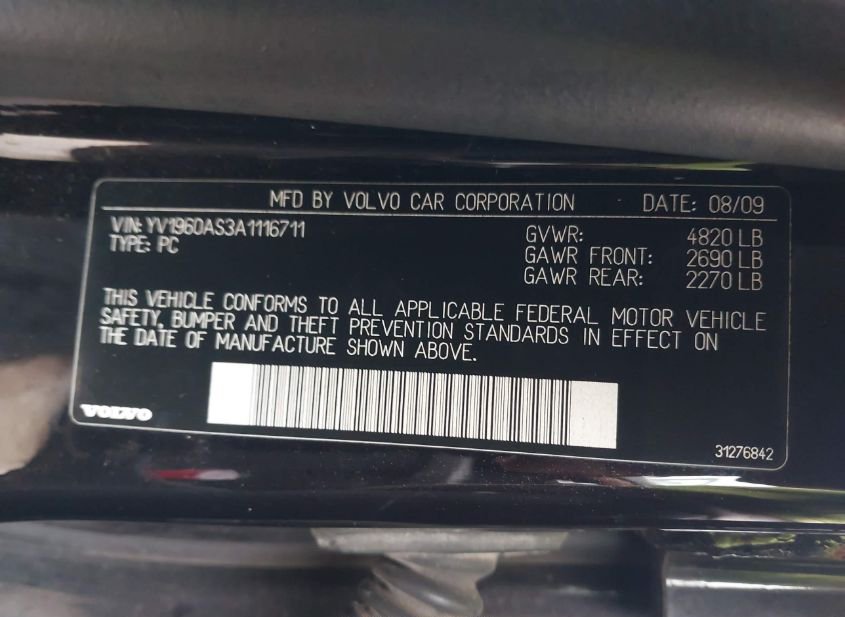 MFD BY VOLVO CAR CORPORATION DATE: 08/09
VIN: YV1960AS3A1116711
TYPE: PC
GVWR: 4820 LB
GAWR FRONT: 2690 LB
GAWR REAR: 2270 LB
THIS VEHICLE CONFORMS TO ALL APPLICABLE FEDERAL MOTOR VEHICLE
SAFETY, BUMPER AND THEFT PREVENTION STANDARDS IN EFFECT ON
THE DATE OF MANUFACTURE SHOWN ABOVE.
VOLVO
31276842